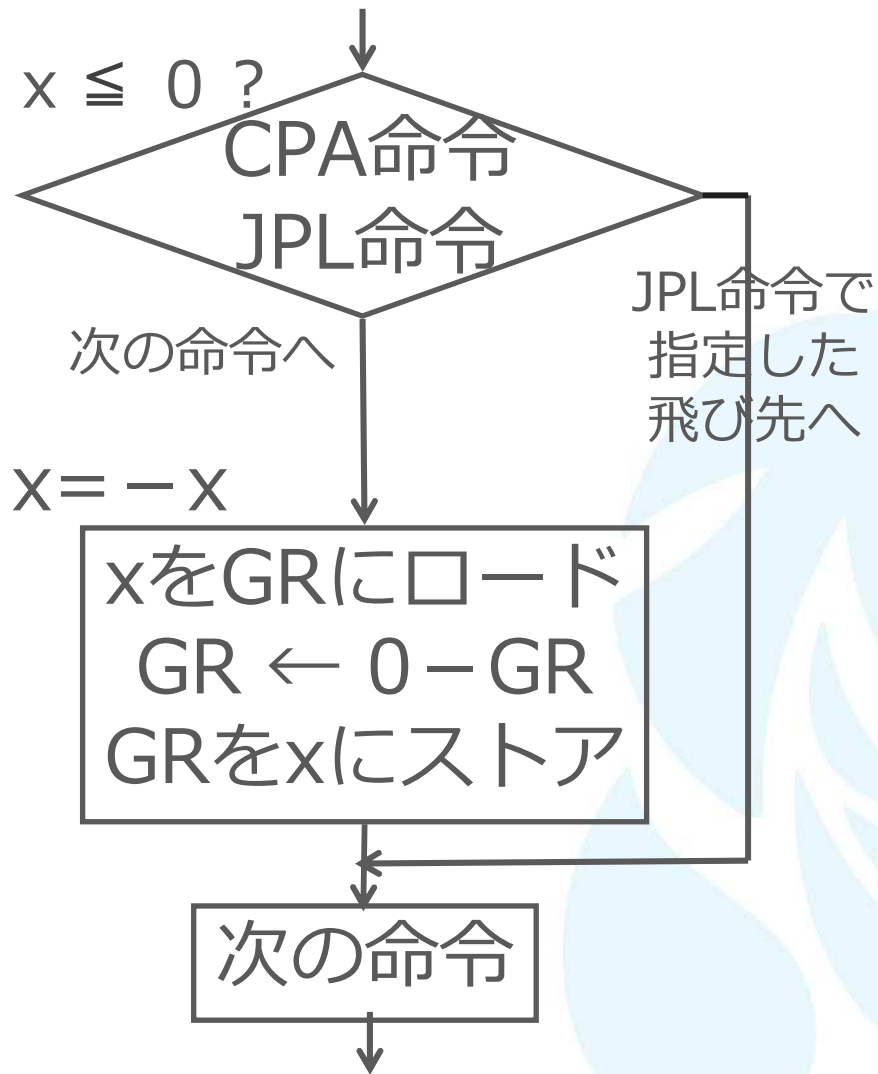 x ≦ 0 ?
CPA命令
JPL命令
JPL命令で
指定した
飛び先へ
次の命令へ
x=－x
xをGRにロード
GR ← 0－GR
GRをxにストア
次の命令